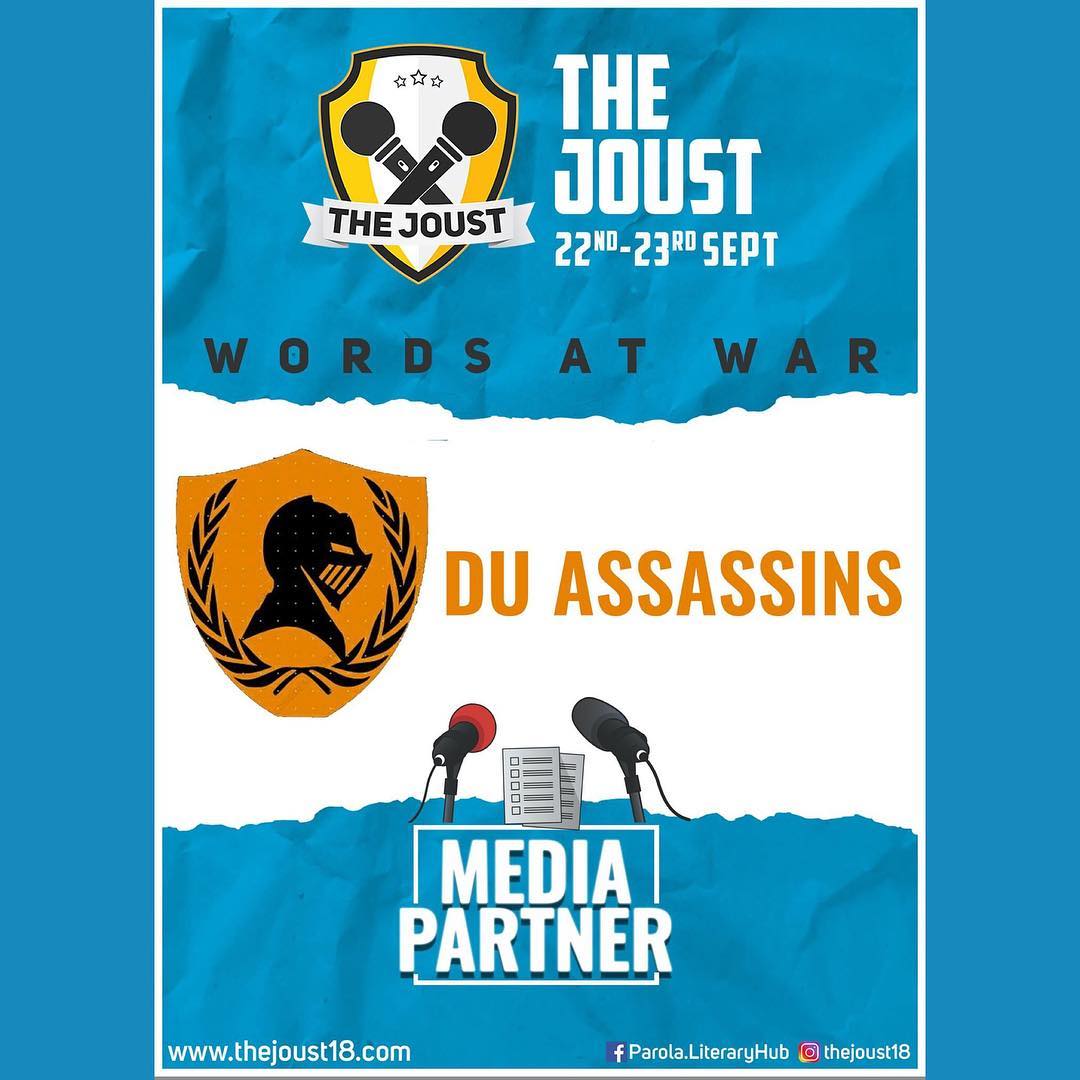 THE JOUST
THE
JOUST
22ND-23RD SEPT
WORDS AT WAR
DU ASSASSINS
MEDIA
PARTNER
www.thejoust18.com
Parola.LiteraryHub thejoust18